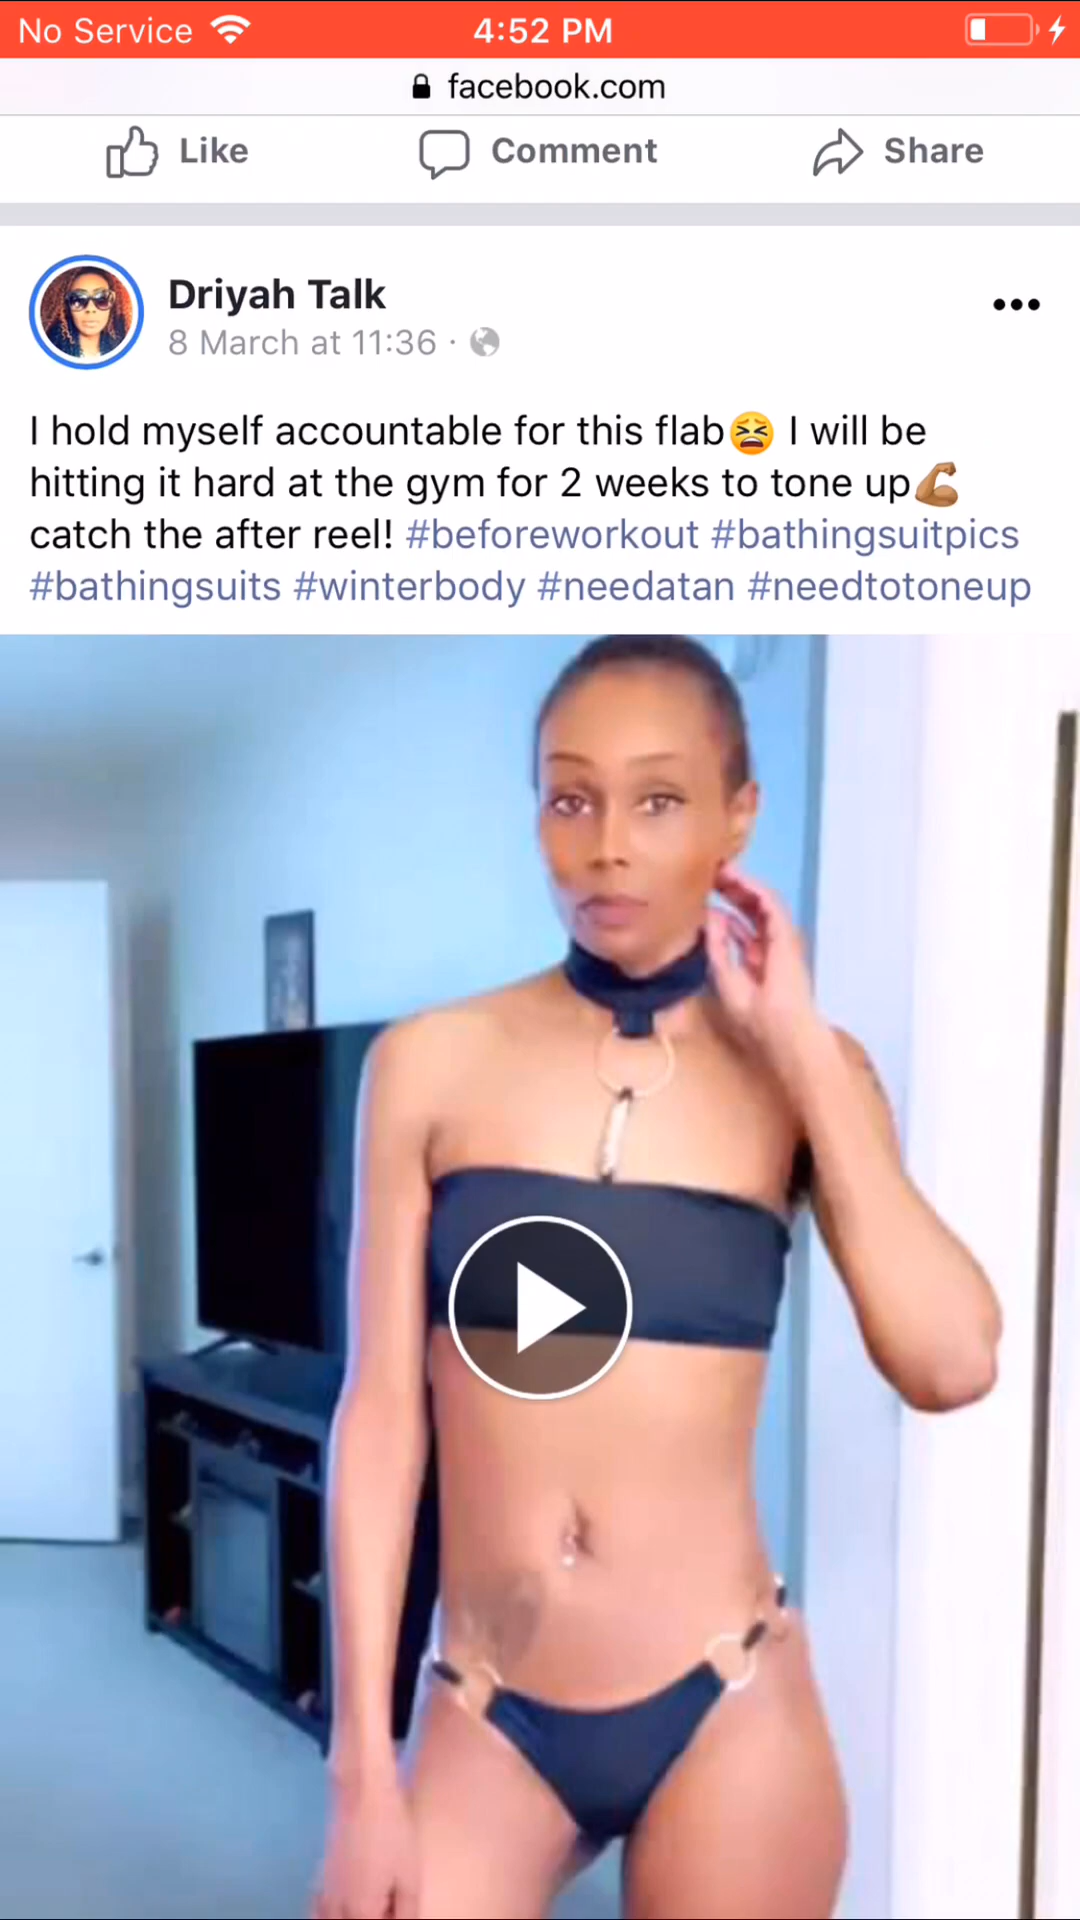 No Service 4:52 PM
facebook.com
Like Comment Share
Driyah Talk
8 March at 11:36 ·
I hold myself accountable for this flab😫 I will be
hitting it hard at the gym for 2 weeks to tone up💪🏽
catch the after reel! #beforeworkout #bathingsuitpics
#bathingsuits #winterbody #needatan #needtotoneup